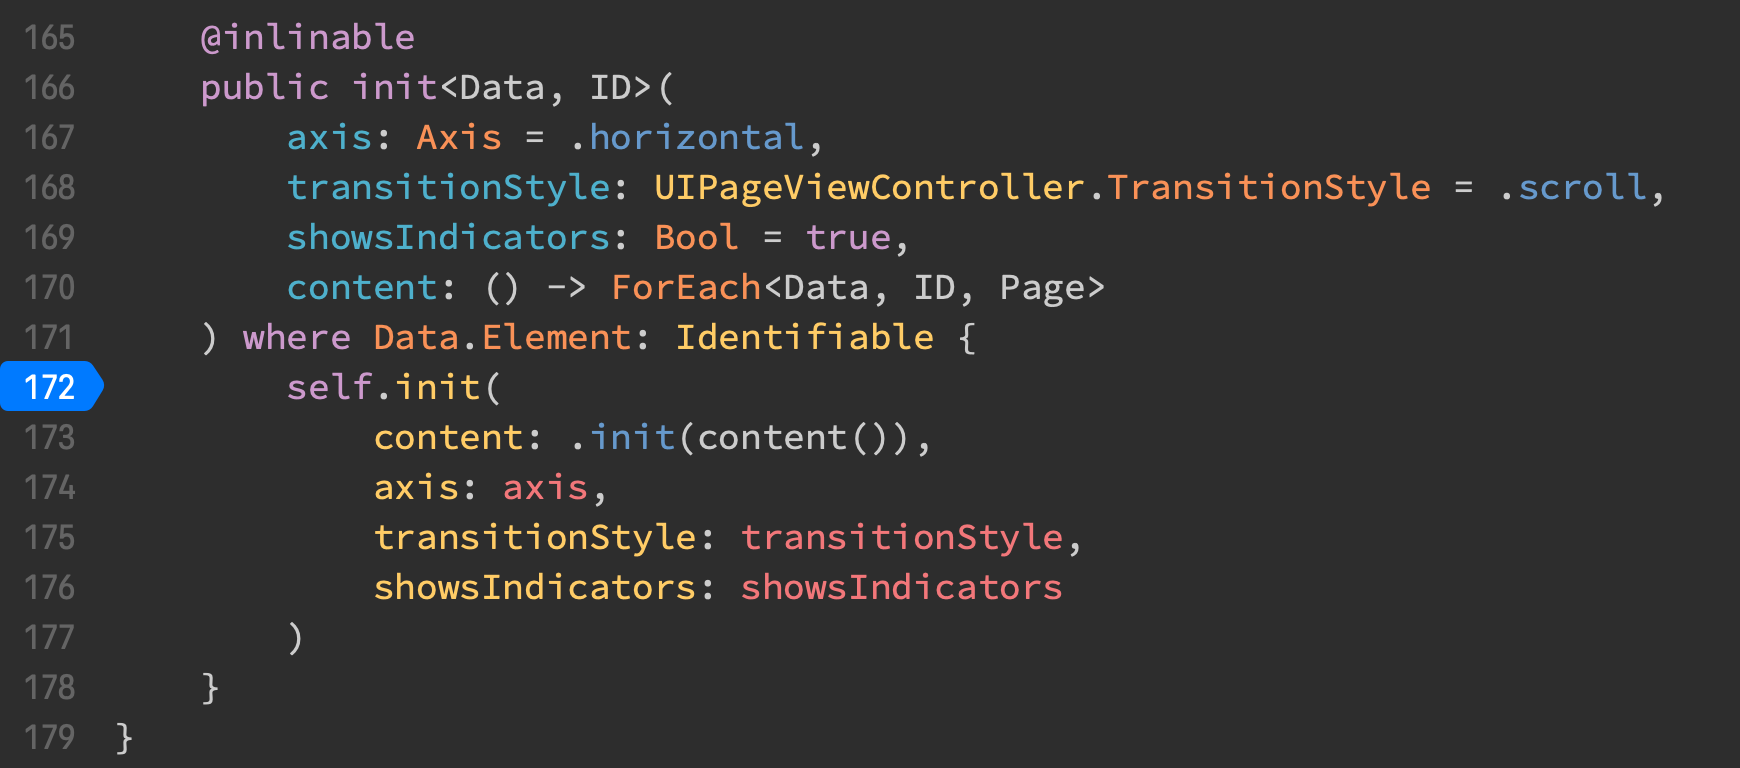 165     @inlinable
166     public init<Data, ID>(
167         axis: Axis = .horizontal,
168         transitionStyle: UIPageViewController.TransitionStyle = .scroll,
169         showsIndicators: Bool = true,
170         content: () -> ForEach<Data, ID, Page>
171     ) where Data.Element: Identifiable {
172         self.init(
173             content: .init(content()),
174             axis: axis,
175             transitionStyle: transitionStyle,
176             showsIndicators: showsIndicators
177         )
178     }
179 }